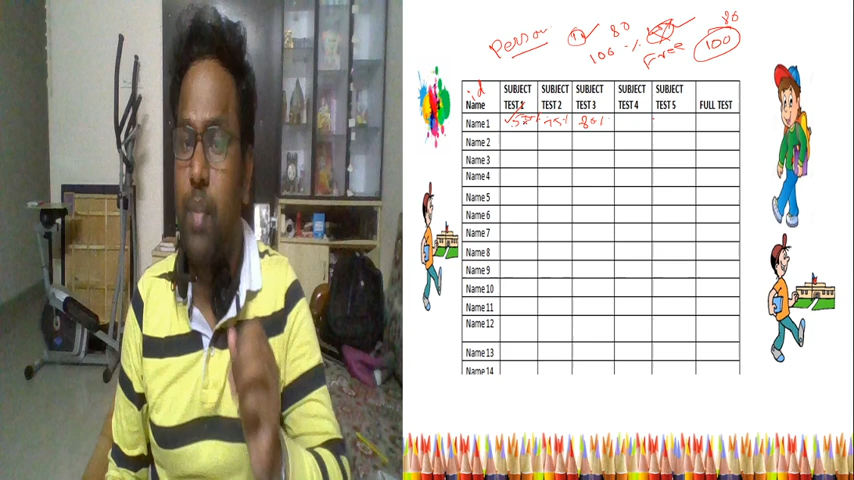 Person 1 80
100 %
Free
80
100
id
Name SUBJECT TEST 1 SUBJECT TEST 2 SUBJECT TEST 3 SUBJECT TEST 4 SUBJECT TEST 5 FULL TEST
Name 1 75% 80%
Name 2
Name 3
Name 4
Name 5
Name 6
Name 7
Name 8
Name 9
Name 10
Name 11
Name 12
Name 13
Name 14